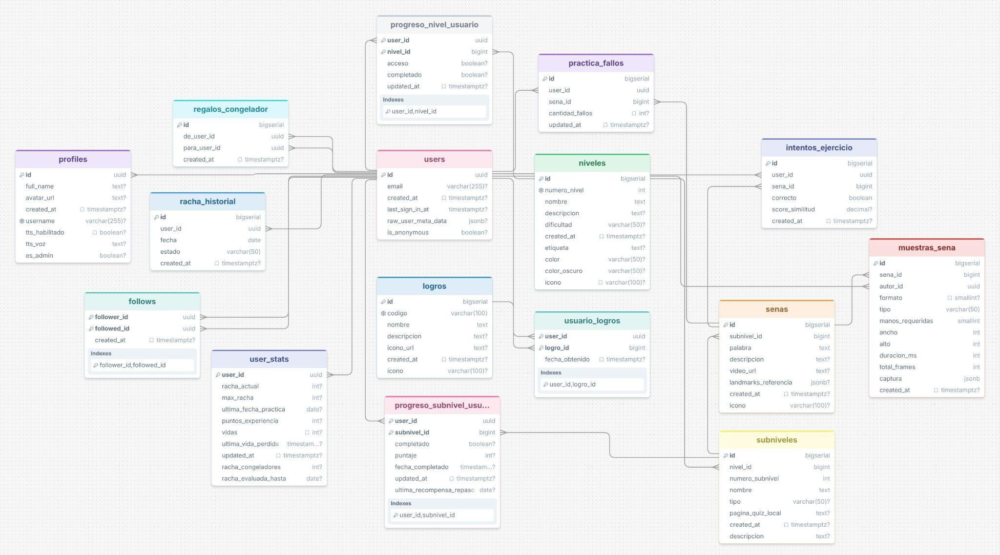 progreso_nivel_usuario
user_id uuid
nivel_id bigint
acceso boolean?
completado boolean?
updated_at timestamptz?
Indexes
user_id,nivel_id
practica_fallos
id bigserial
user_id uuid
sena_id bigint
cantidad_fallos int?
updated_at timestamptz?
regalos_congelador
id bigserial
de_user_id uuid
para_user_id uuid
created_at timestamptz?
intentos_ejercicio
id bigserial
user_id uuid
sena_id bigint
correcto boolean
score_similitud decimal?
created_at timestamptz?
profiles
id uuid
full_name text?
avatar_url text?
created_at timestamptz?
username varchar(255)?
tts_habilitado boolean?
tts_voz text?
es_admin boolean?
users
id uuid
email varchar(255)?
created_at timestamptz?
last_sign_in_at timestamptz?
raw_user_meta_data jsonb?
is_anonymous boolean?
niveles
id bigserial
numero_nivel int
nombre text
descripcion text?
dificultad varchar(50)?
created_at timestamptz?
etiqueta text?
color varchar(50)?
color_oscuro varchar(50)?
icono varchar(100)?
racha_historial
id bigserial
user_id uuid
fecha date
estado varchar(50)
created_at timestamptz?
muestras_sena
id bigserial
sena_id bigint
autor_id uuid
formato smallint?
tipo varchar(50)
manos_requeridas smallint
ancho int
alto int
duracion_ms int
total_frames int
captura jsonb
created_at timestamptz?
logros
id bigserial
codigo varchar(100)
nombre text
descripcion text?
icono_url text?
created_at timestamptz?
icono varchar(100)?
follows
follower_id uuid
followed_id uuid
created_at timestamptz?
Indexes
follower_id,followed_id
senas
id bigserial
subnivel_id bigint
palabra text
descripcion text?
video_url text?
landmarks_referencia jsonb?
created_at timestamptz?
icono varchar(100)?
usuario_logros
user_id uuid
logro_id bigint
fecha_obtenido timestamptz?
Indexes
user_id,logro_id
user_stats
user_id uuid
racha_actual int?
max_racha int?
ultima_fecha_practica date?
puntos_experiencia int?
vidas int?
ultima_vida_perdida timestam...?
updated_at timestamptz?
racha_congeladores int?
racha_evaluada_hasta date?
progreso_subnivel_usu...
user_id uuid
subnivel_id bigint
completado boolean?
puntaje int?
fecha_completado timestam...?
updated_at timestamptz?
ultima_recompensa_repaso date?
Indexes
user_id,subnivel_id
subniveles
id bigserial
nivel_id bigint
numero_subnivel int
nombre text
tipo varchar(50)?
pagina_quiz_local text?
created_at timestamptz?
descripcion text?